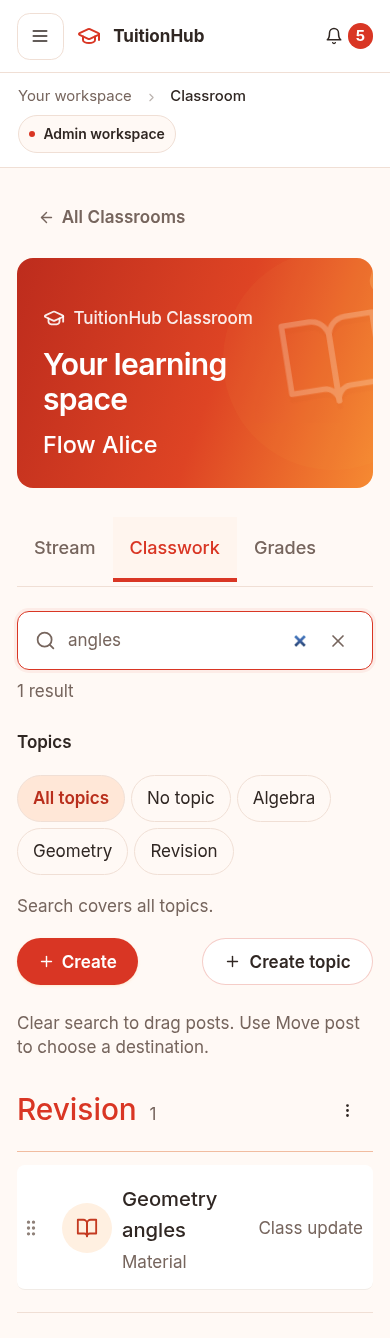 TuitionHub
5
Your workspace > Classroom
Admin workspace
← All Classrooms
TuitionHub Classroom
Your learning
space
Flow Alice
Stream Classwork Grades
angles
1 result
Topics
All topics No topic Algebra
Geometry Revision
Search covers all topics.
+ Create + Create topic
Clear search to drag posts. Use Move post
to choose a destination.
Revision 1
Geometry
angles
Class update
Material